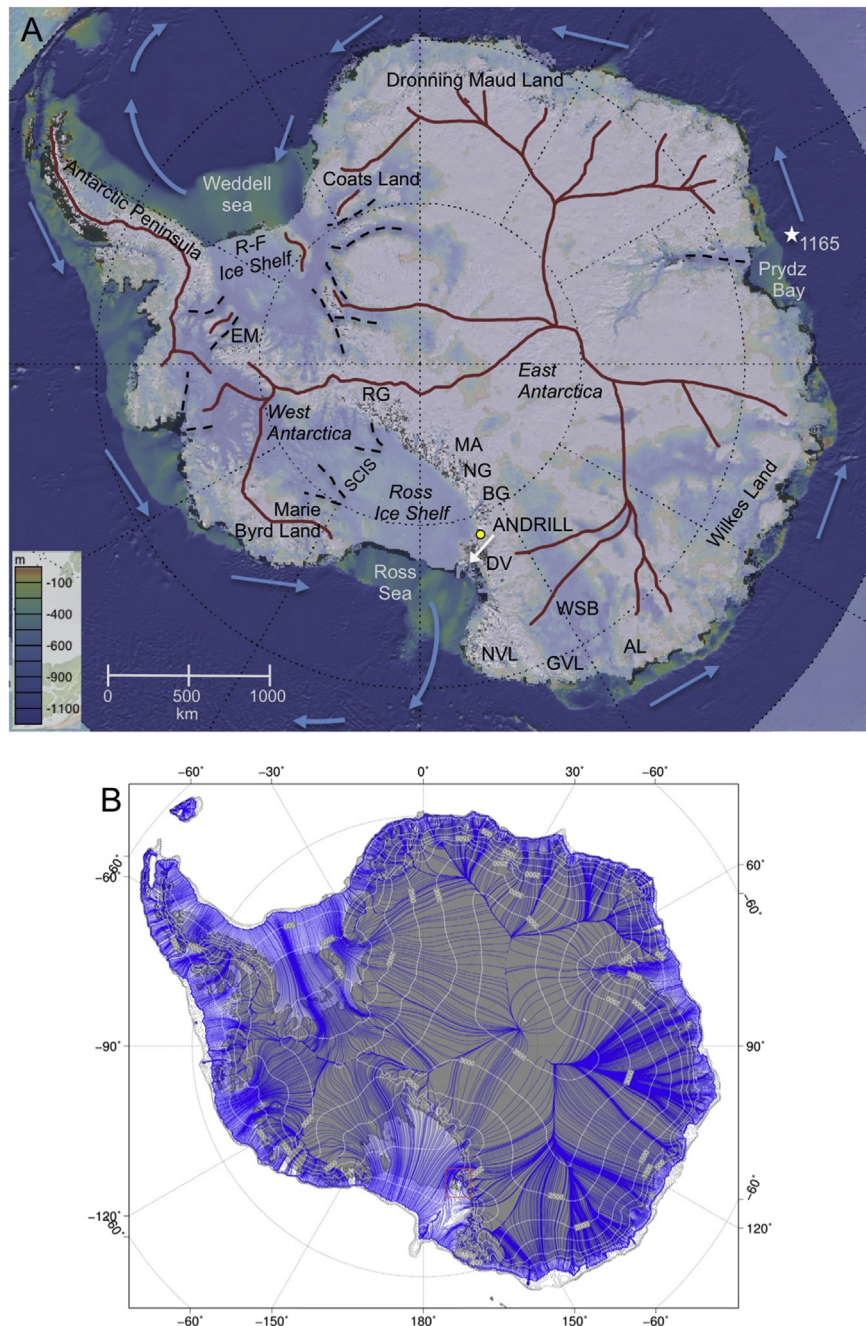 A
Dronning Maud Land
Antarctic Peninsula
Weddell
sea
Coats Land
R-F
Ice Shelf
1165
Prydz
Bay
EM
East
Antarctica
RG
West
Antarctica
MA
SCIS
NG
BG
Ross
Ice Shelf
Marie
Byrd Land
ANDRILL
Wilkes Land
DV
Ross
Sea
WSB
NVL
GVL
AL
m
-100
-400
-600
-900
-1100
0 500 1000
km
B
−60° −30° 0° 30° −60°
−60° 60°
−60°
−90° 90°
−60°
−120° 120°
−60°
−60° −150° 180° 150° −60°